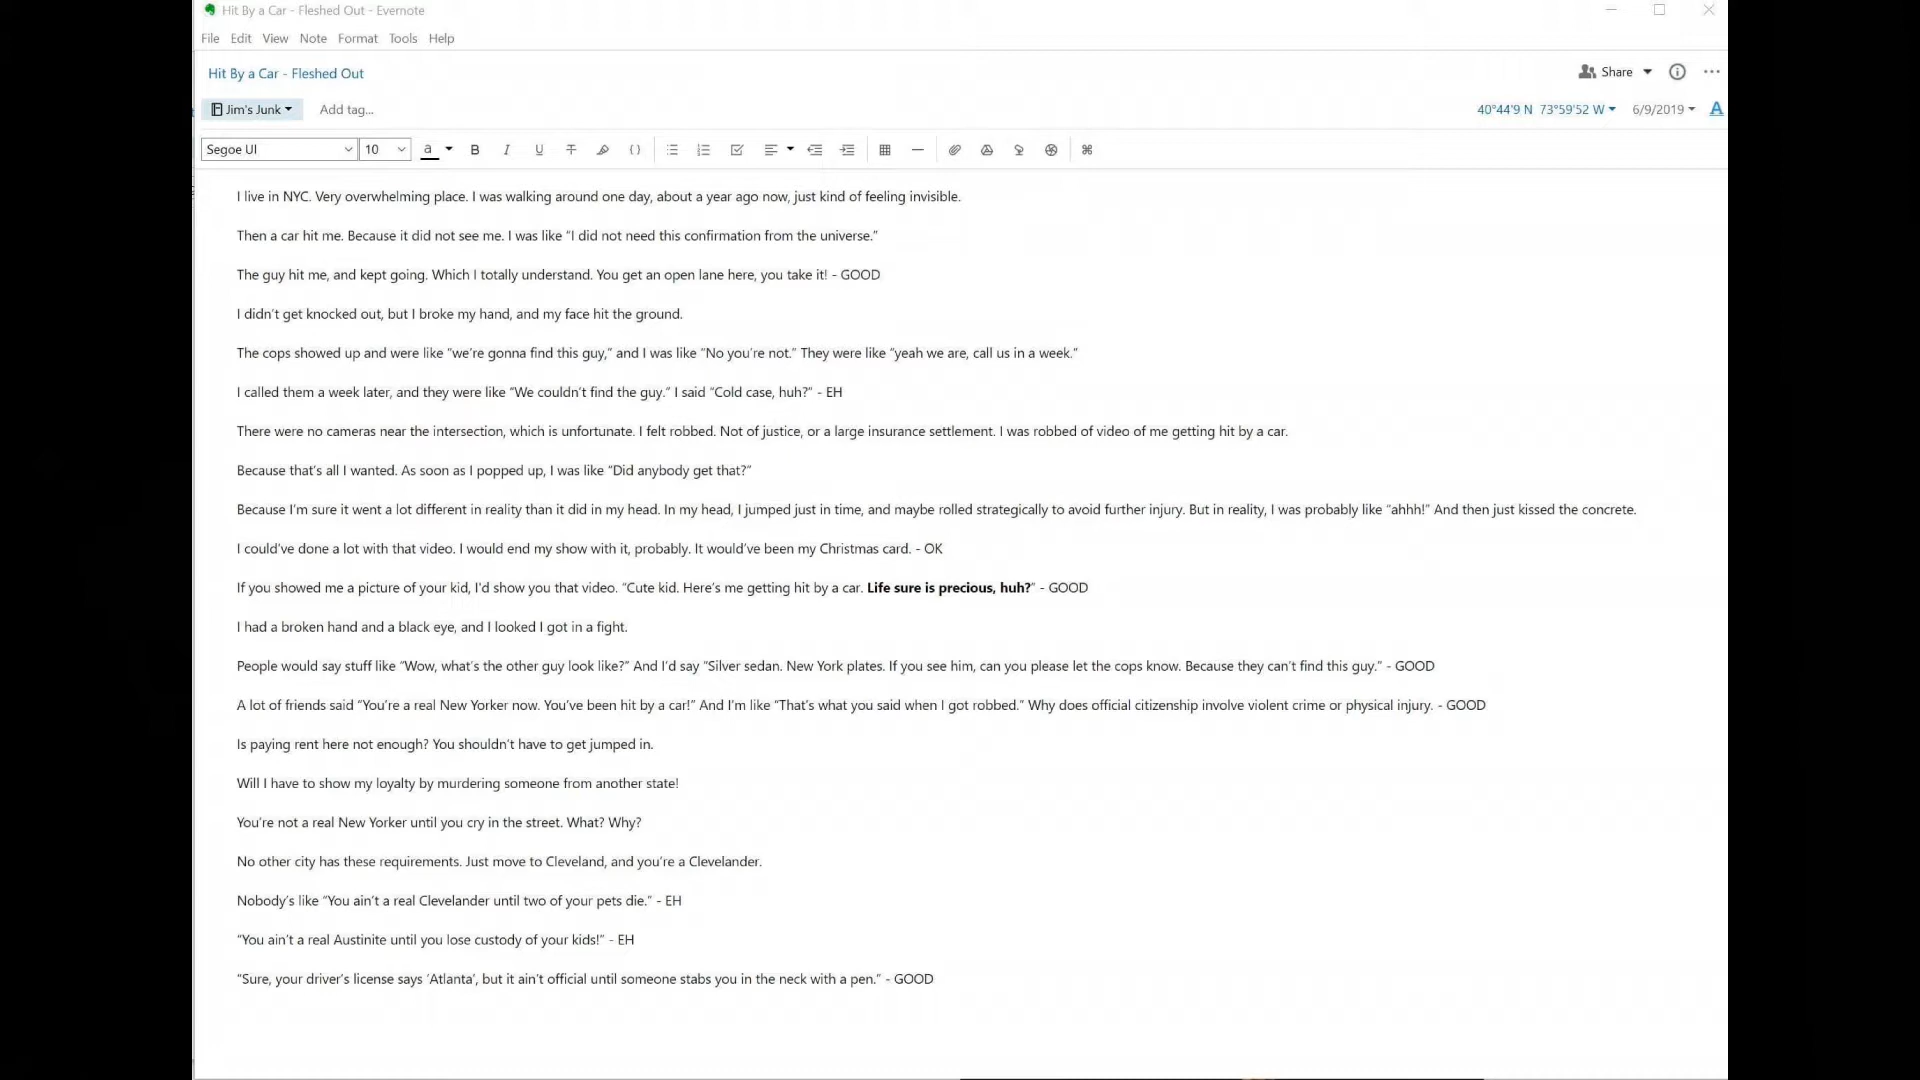 Hit By a Car - Fleshed Out - Evernote
File Edit View Note Format Tools Help
Hit By a Car - Fleshed Out
Share
Jim's Junk Add tag...
40°44'9 N 73°59'52 W 6/9/2019 A
Segoe UI 10 a B I U T
I live in NYC. Very overwhelming place. I was walking around one day, about a year ago now, just kind of feeling invisible.
Then a car hit me. Because it did not see me. I was like “I did not need this confirmation from the universe.”
The guy hit me, and kept going. Which I totally understand. You get an open lane here, you take it! - GOOD
I didn’t get knocked out, but I broke my hand, and my face hit the ground.
The cops showed up and were like “we’re gonna find this guy,” and I was like “No you’re not.” They were like “yeah we are, call us in a week.”
I called them a week later, and they were like “We couldn’t find the guy.” I said “Cold case, huh?” - EH
There were no cameras near the intersection, which is unfortunate. I felt robbed. Not of justice, or a large insurance settlement. I was robbed of video of me getting hit by a car.
Because that’s all I wanted. As soon as I popped up, I was like “Did anybody get that?”
Because I’m sure it went a lot different in reality than it did in my head. In my head, I jumped just in time, and maybe rolled strategically to avoid further injury. But in reality, I was probably like “ahhh!” And then just kissed the concrete.
I could’ve done a lot with that video. I would end my show with it, probably. It would’ve been my Christmas card. - OK
If you showed me a picture of your kid, I'd show you that video. “Cute kid. Here’s me getting hit by a car. Life sure is precious, huh?” - GOOD
I had a broken hand and a black eye, and I looked I got in a fight.
People would say stuff like “Wow, what’s the other guy look like?” And I’d say “Silver sedan. New York plates. If you see him, can you please let the cops know. Because they can’t find this guy.” - GOOD
A lot of friends said “You’re a real New Yorker now. You’ve been hit by a car!” And I’m like “That’s what you said when I got robbed.” Why does official citizenship involve violent crime or physical injury. - GOOD
Is paying rent here not enough? You shouldn’t have to get jumped in.
Will I have to show my loyalty by murdering someone from another state!
You’re not a real New Yorker until you cry in the street. What? Why?
No other city has these requirements. Just move to Cleveland, and you’re a Clevelander.
Nobody’s like “You ain’t a real Clevelander until two of your pets die.” - EH
“You ain’t a real Austinite until you lose custody of your kids!” - EH
“Sure, your driver’s license says ‘Atlanta’, but it ain’t official until someone stabs you in the neck with a pen.” - GOOD